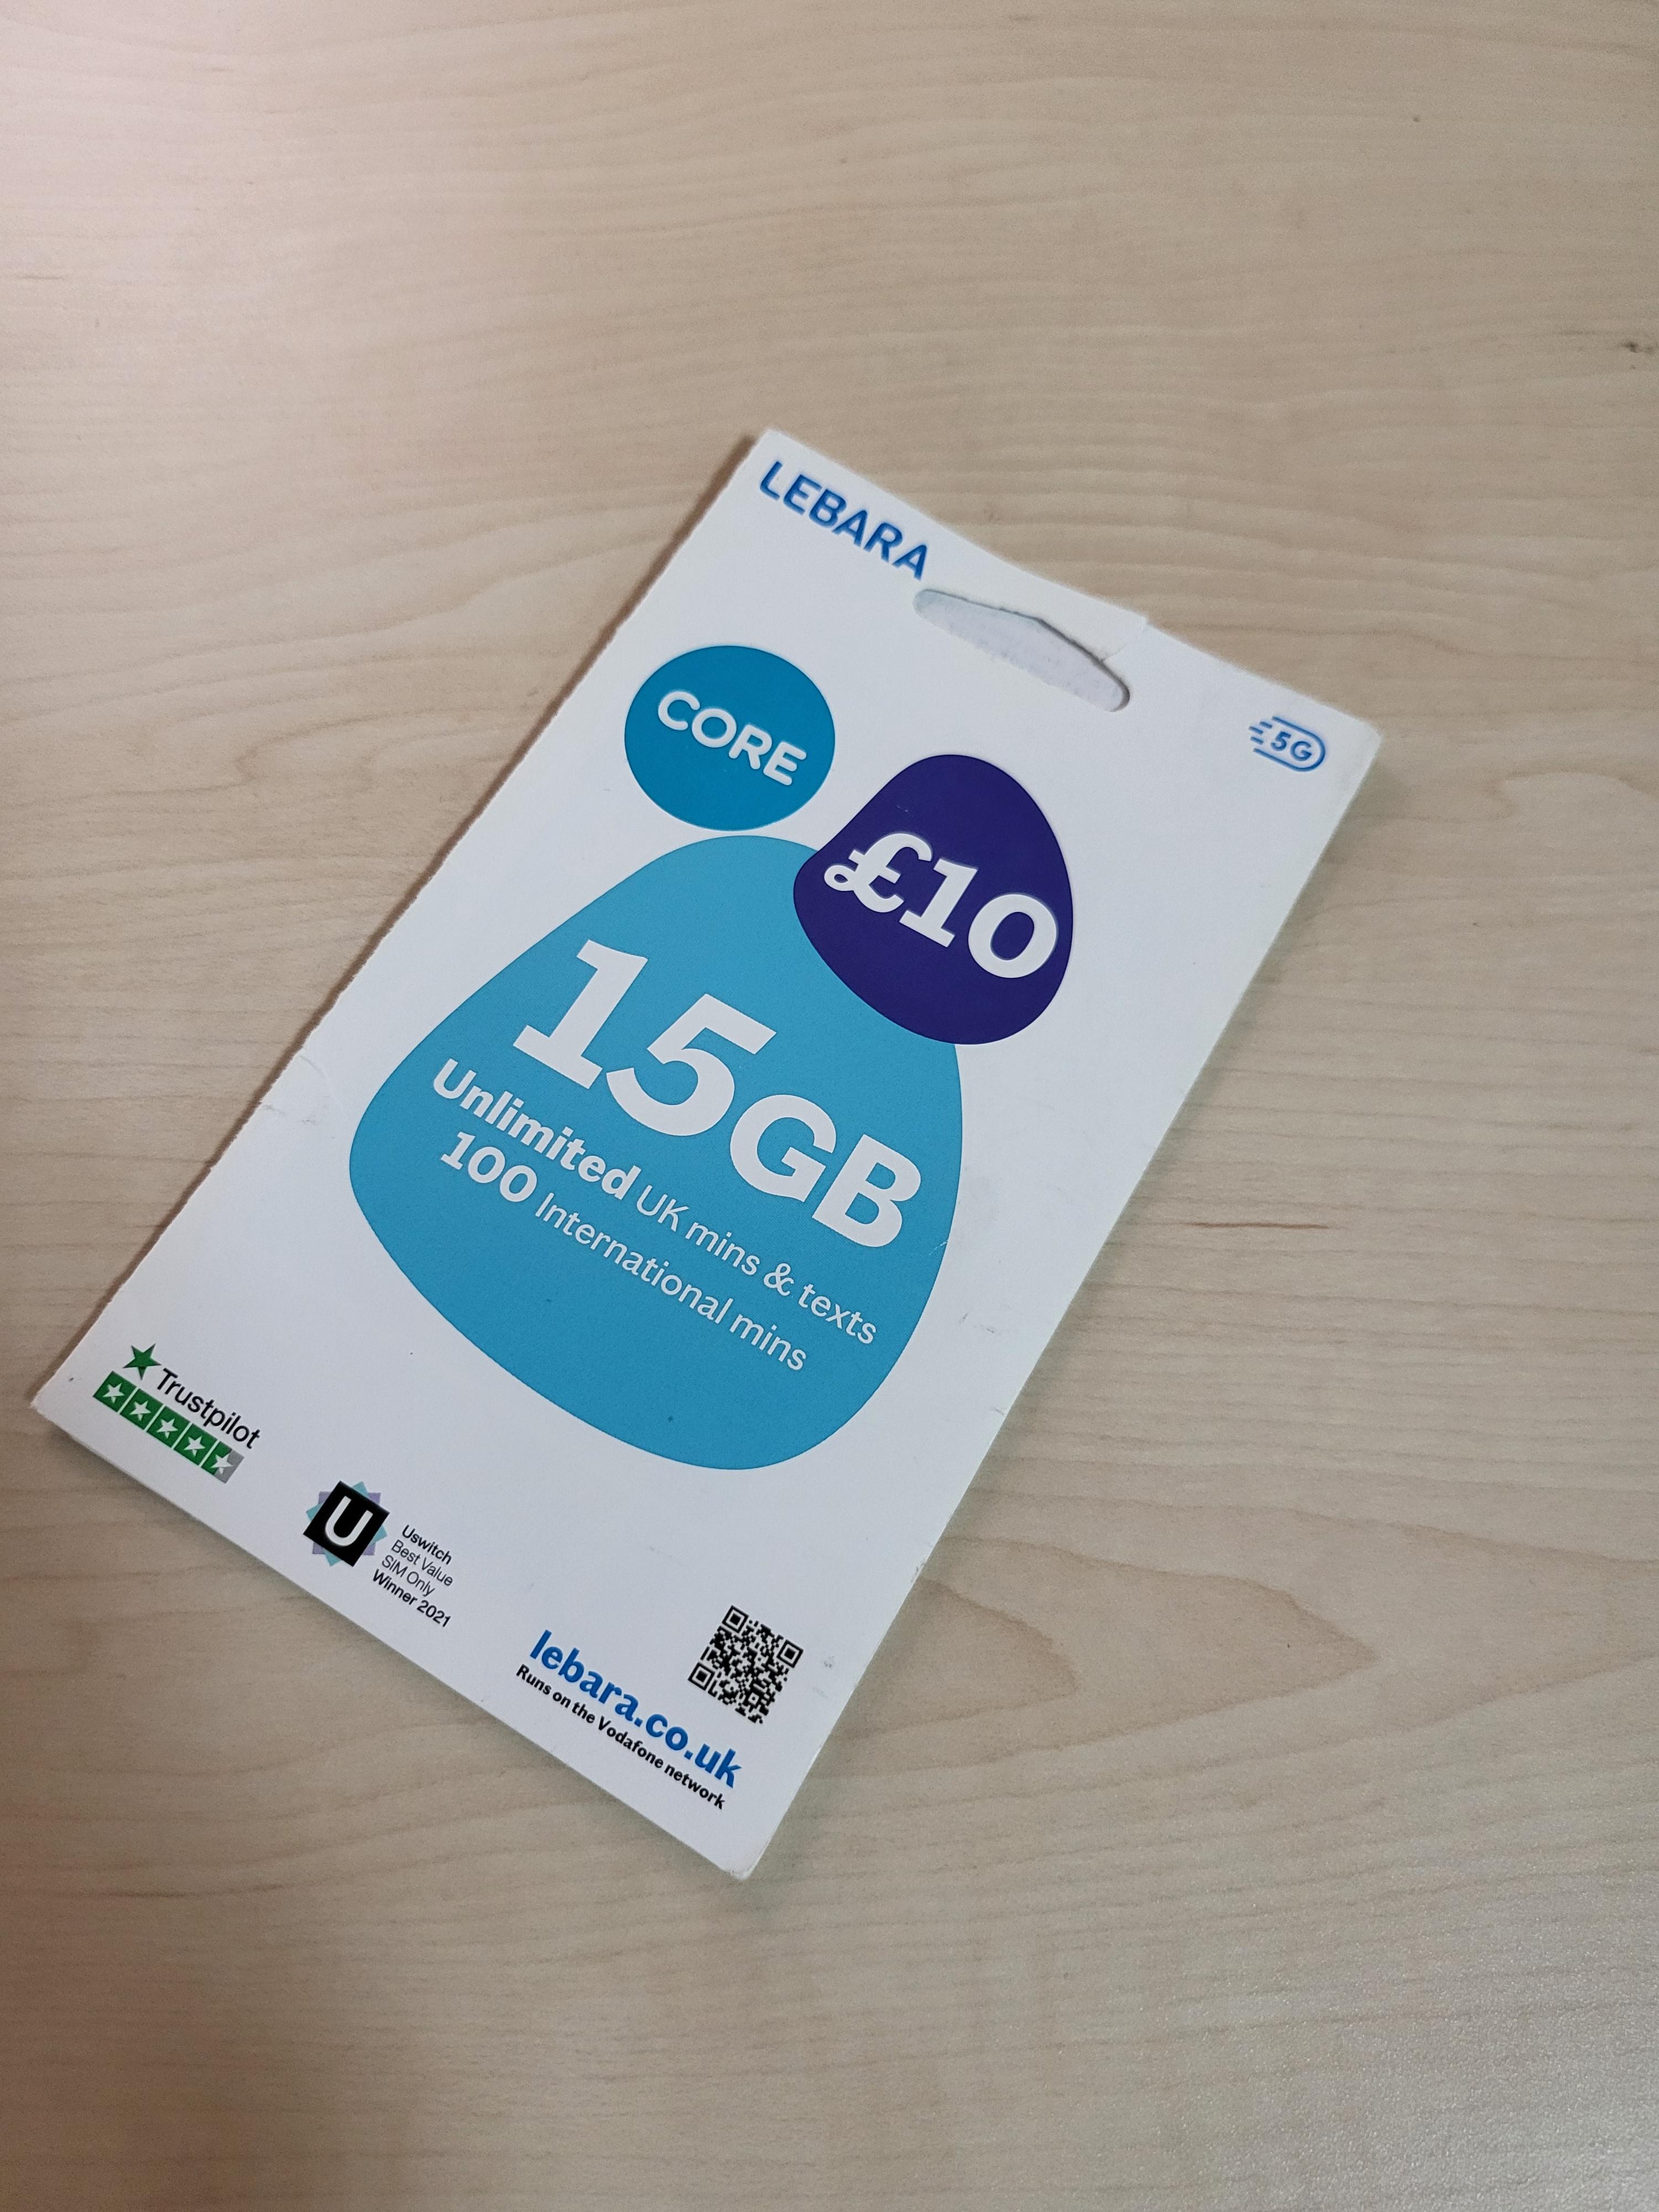 LEBARA
5G
CORE
£10
15GB
Unlimited UK mins & texts
100 International mins
Trustpilot
U
Uswitch
Best Value
SIM Only
Winner 2021
lebara.co.uk
Runs on the Vodafone network